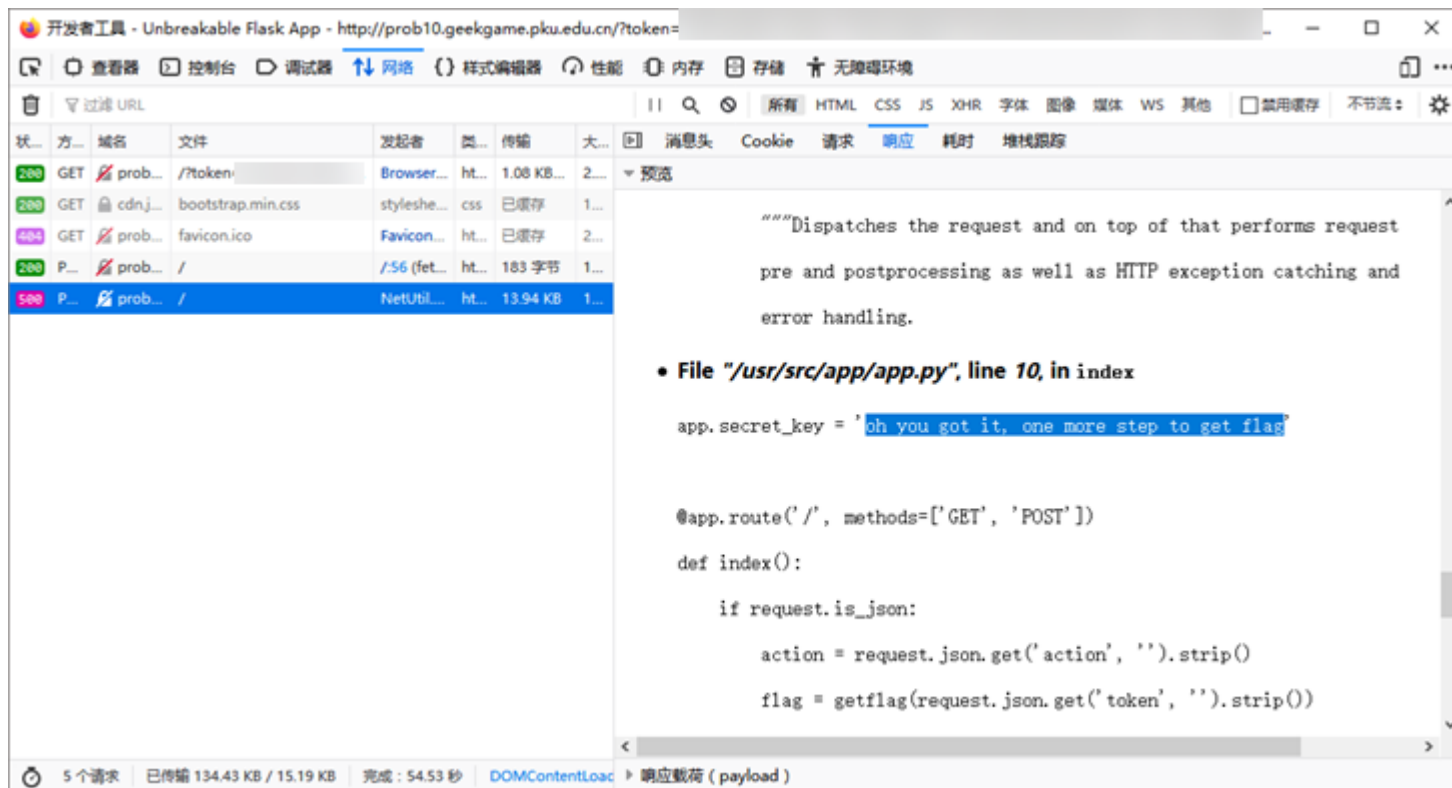 开发者工具 - Unbreakable Flask App - http://prob10.geekgame.pku.edu.cn/?token=
查看器 控制台 调试器 网络 样式编辑器 性能 内存 存储 无障碍环境
过滤 URL
所有 HTML CSS JS XHR 字体 图像 媒体 WS 其他 禁用缓存 不节流
状... 方... 域名 文件 发起者 类... 传输 大... 消息头 Cookie 请求 响应 耗时 堆栈跟踪
200 GET prob... /?token= Browser... ht... 1.08 KB... 2...
预览
200 GET cdn.j... bootstrap.min.css styleshe... css 已缓存 1...
404 GET prob... favicon.ico Favicon... ht... 已缓存 2...
200 P... prob... / /:56 (fet... ht... 183 字节 1...
500 P... prob... / NetUtil.... ht... 13.94 KB 1...
"""Dispatches the request and on top of that performs request
pre and postprocessing as well as HTTP exception catching and
error handling.
• File "/usr/src/app/app.py", line 10, in index
app.secret_key = 'oh you got it, one more step to get flag'
@app.route('/', methods=['GET', 'POST'])
def index():
if request.is_json:
action = request.json.get('action', '').strip()
flag = getflag(request.json.get('token', '').strip())
5 个请求 已传输 134.43 KB / 15.19 KB 完成：54.53 秒 DOMContentLoad
响应载荷 ( payload )